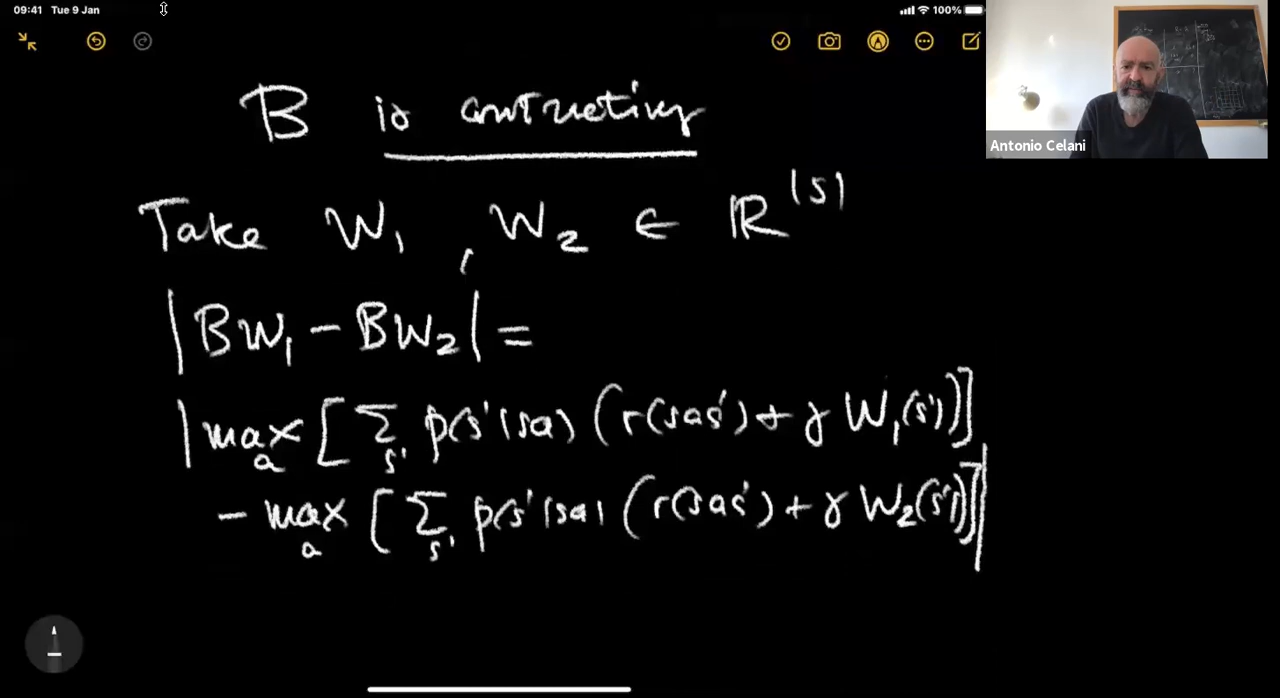 09:41 Tue 9 Jan
100%
B is contracting
Take W₁, W₂ ∈ ℝ^|S|
|BW₁ - BW₂| =
|max_a [ Σ_s' p(s'|sa) (r(sas') + γ W₁(s')) ]
- max_a [ Σ_s' p(s'|sa) (r(sas') + γ W₂(s')) ]|
Antonio Celani